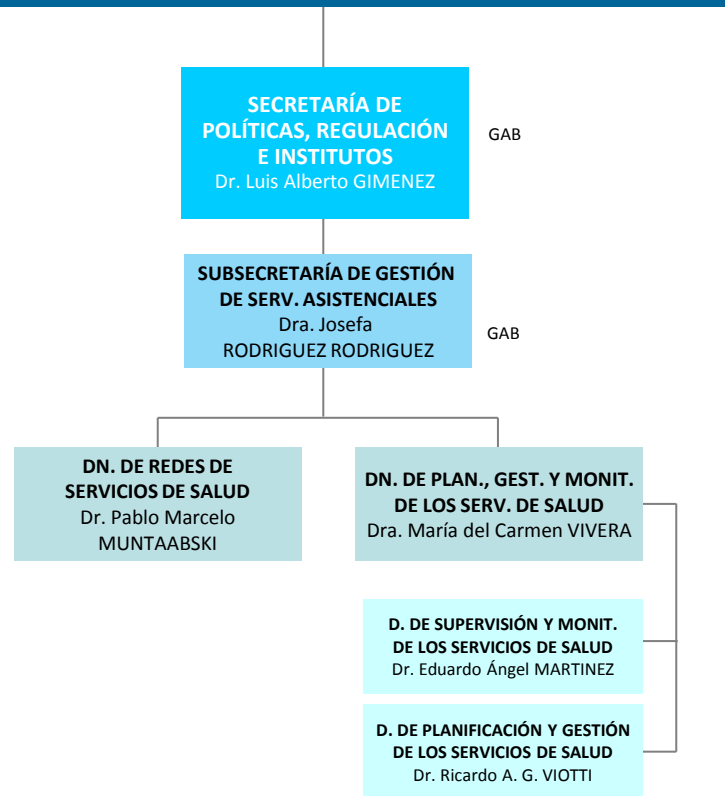 SECRETARÍA DE
POLÍTICAS, REGULACIÓN
E INSTITUTOS
Dr. Luis Alberto GIMENEZ
GAB
SUBSECRETARÍA DE GESTIÓN
DE SERV. ASISTENCIALES
Dra. Josefa
RODRIGUEZ RODRIGUEZ
GAB
DN. DE REDES DE
SERVICIOS DE SALUD
Dr. Pablo Marcelo
MUNTAABSKI
DN. DE PLAN., GEST. Y MONIT.
DE LOS SERV. DE SALUD
Dra. María del Carmen VIVERA
D. DE SUPERVISIÓN Y MONIT.
DE LOS SERVICIOS DE SALUD
Dr. Eduardo Ángel MARTINEZ
D. DE PLANIFICACIÓN Y GESTIÓN
DE LOS SERVICIOS DE SALUD
Dr. Ricardo A. G. VIOTTI